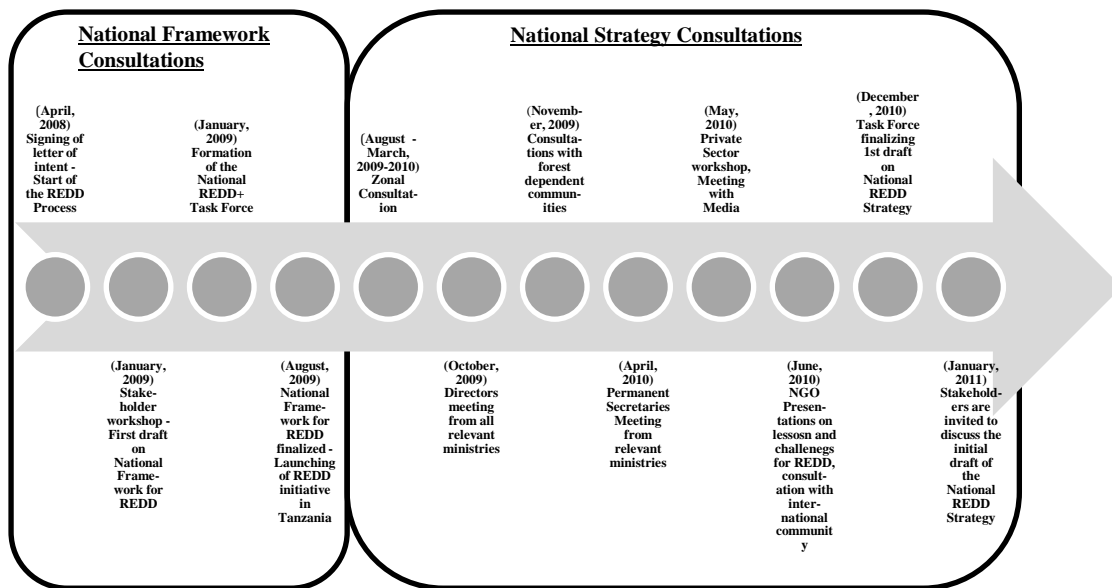 National Framework
Consultations
National Strategy Consultations
(April,
2008)
Signing of
letter of
intent -
Start of
the REDD
Process
(January,
2009)
Stake-
holder
workshop -
First draft
on
National
Frame-
work for
REDD
(January,
2009)
Formation
of the
National
REDD+
Task Force
(August,
2009)
National
Frame-
work for
REDD
finalized -
Launching
of REDD
initiative
in
Tanzania
(August -
March,
2009-2010)
Zonal
Consultat-
ion
(October,
2009)
Directors
meeting
from all
relevant
ministries
(Novemb-
er, 2009)
Consulta-
tions with
forest
dependent
commun-
ities
(April,
2010)
Permanent
Secretaries
Meeting
from
relevant
ministries
(May,
2010)
Private
Sector
workshop,
Meeting
with
Media
(June,
2010)
NGO
Presen-
tations on
lessosn and
challenegs
for REDD,
consult-
ation with
inter-
national
communit
y
(December
, 2010)
Task Force
finalizing
1st draft
on
National
REDD
Strategy
(January,
2011)
Stakehold-
ers are
invited to
discuss the
initial
draft of
the
National
REDD
Strategy